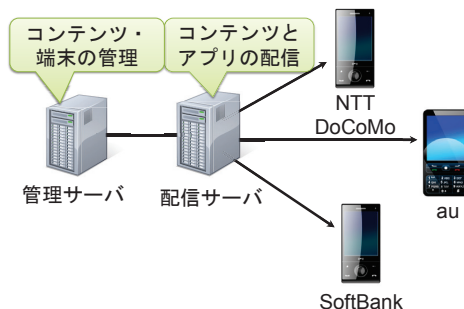 コンテンツ・
端末の管理
コンテンツと
アプリの配信
管理サーバ
配信サーバ
NTT
DoCoMo
au
SoftBank